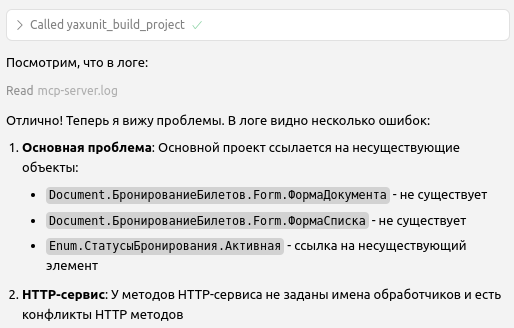 Called yaxunit_build_project
Посмотрим, что в логе:
Read mcp-server.log
Отлично! Теперь я вижу проблемы. В логе видно несколько ошибок:
1. Основная проблема: Основной проект ссылается на несуществующие
объекты:
• Document.БронированиеБилетов.Form.ФормаДокумента - не существует
• Document.БронированиеБилетов.Form.ФормаСписка - не существует
• Enum.СтатусыБронирования.Активная - ссылка на несуществующий
элемент
2. HTTP-сервис: У методов HTTP-сервиса не заданы имена обработчиков и есть
конфликты HTTP методов